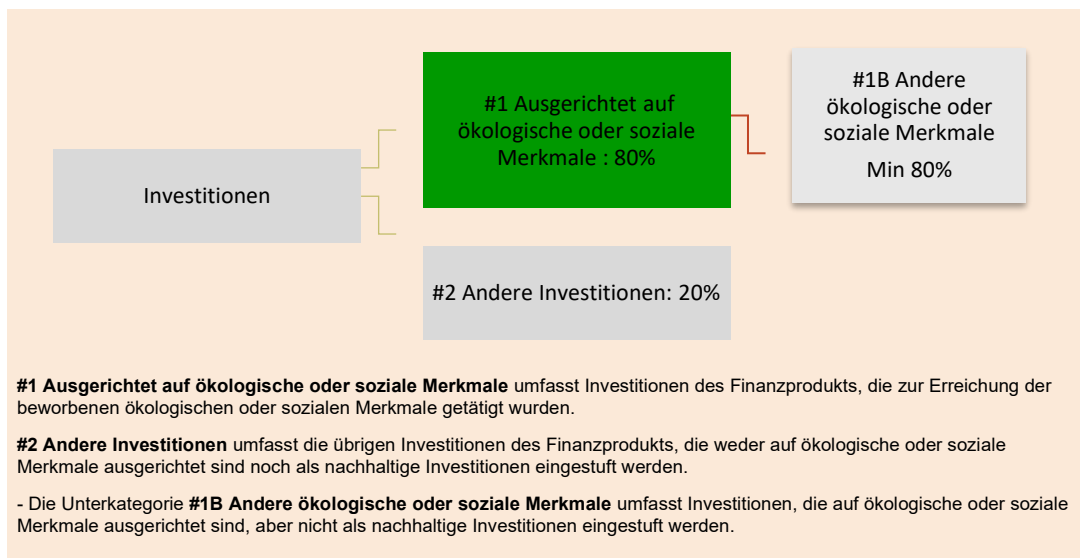 #1 Ausgerichtet auf
ökologische oder soziale
Merkmale : 80%
#1B Andere
ökologische oder
soziale Merkmale
Min 80%
Investitionen
#2 Andere Investitionen: 20%
#1 Ausgerichtet auf ökologische oder soziale Merkmale umfasst Investitionen des Finanzprodukts, die zur Erreichung der
beworbenen ökologischen oder sozialen Merkmale getätigt wurden.
#2 Andere Investitionen umfasst die übrigen Investitionen des Finanzprodukts, die weder auf ökologische oder soziale
Merkmale ausgerichtet sind noch als nachhaltige Investitionen eingestuft werden.
- Die Unterkategorie #1B Andere ökologische oder soziale Merkmale umfasst Investitionen, die auf ökologische oder soziale
Merkmale ausgerichtet sind, aber nicht als nachhaltige Investitionen eingestuft werden.